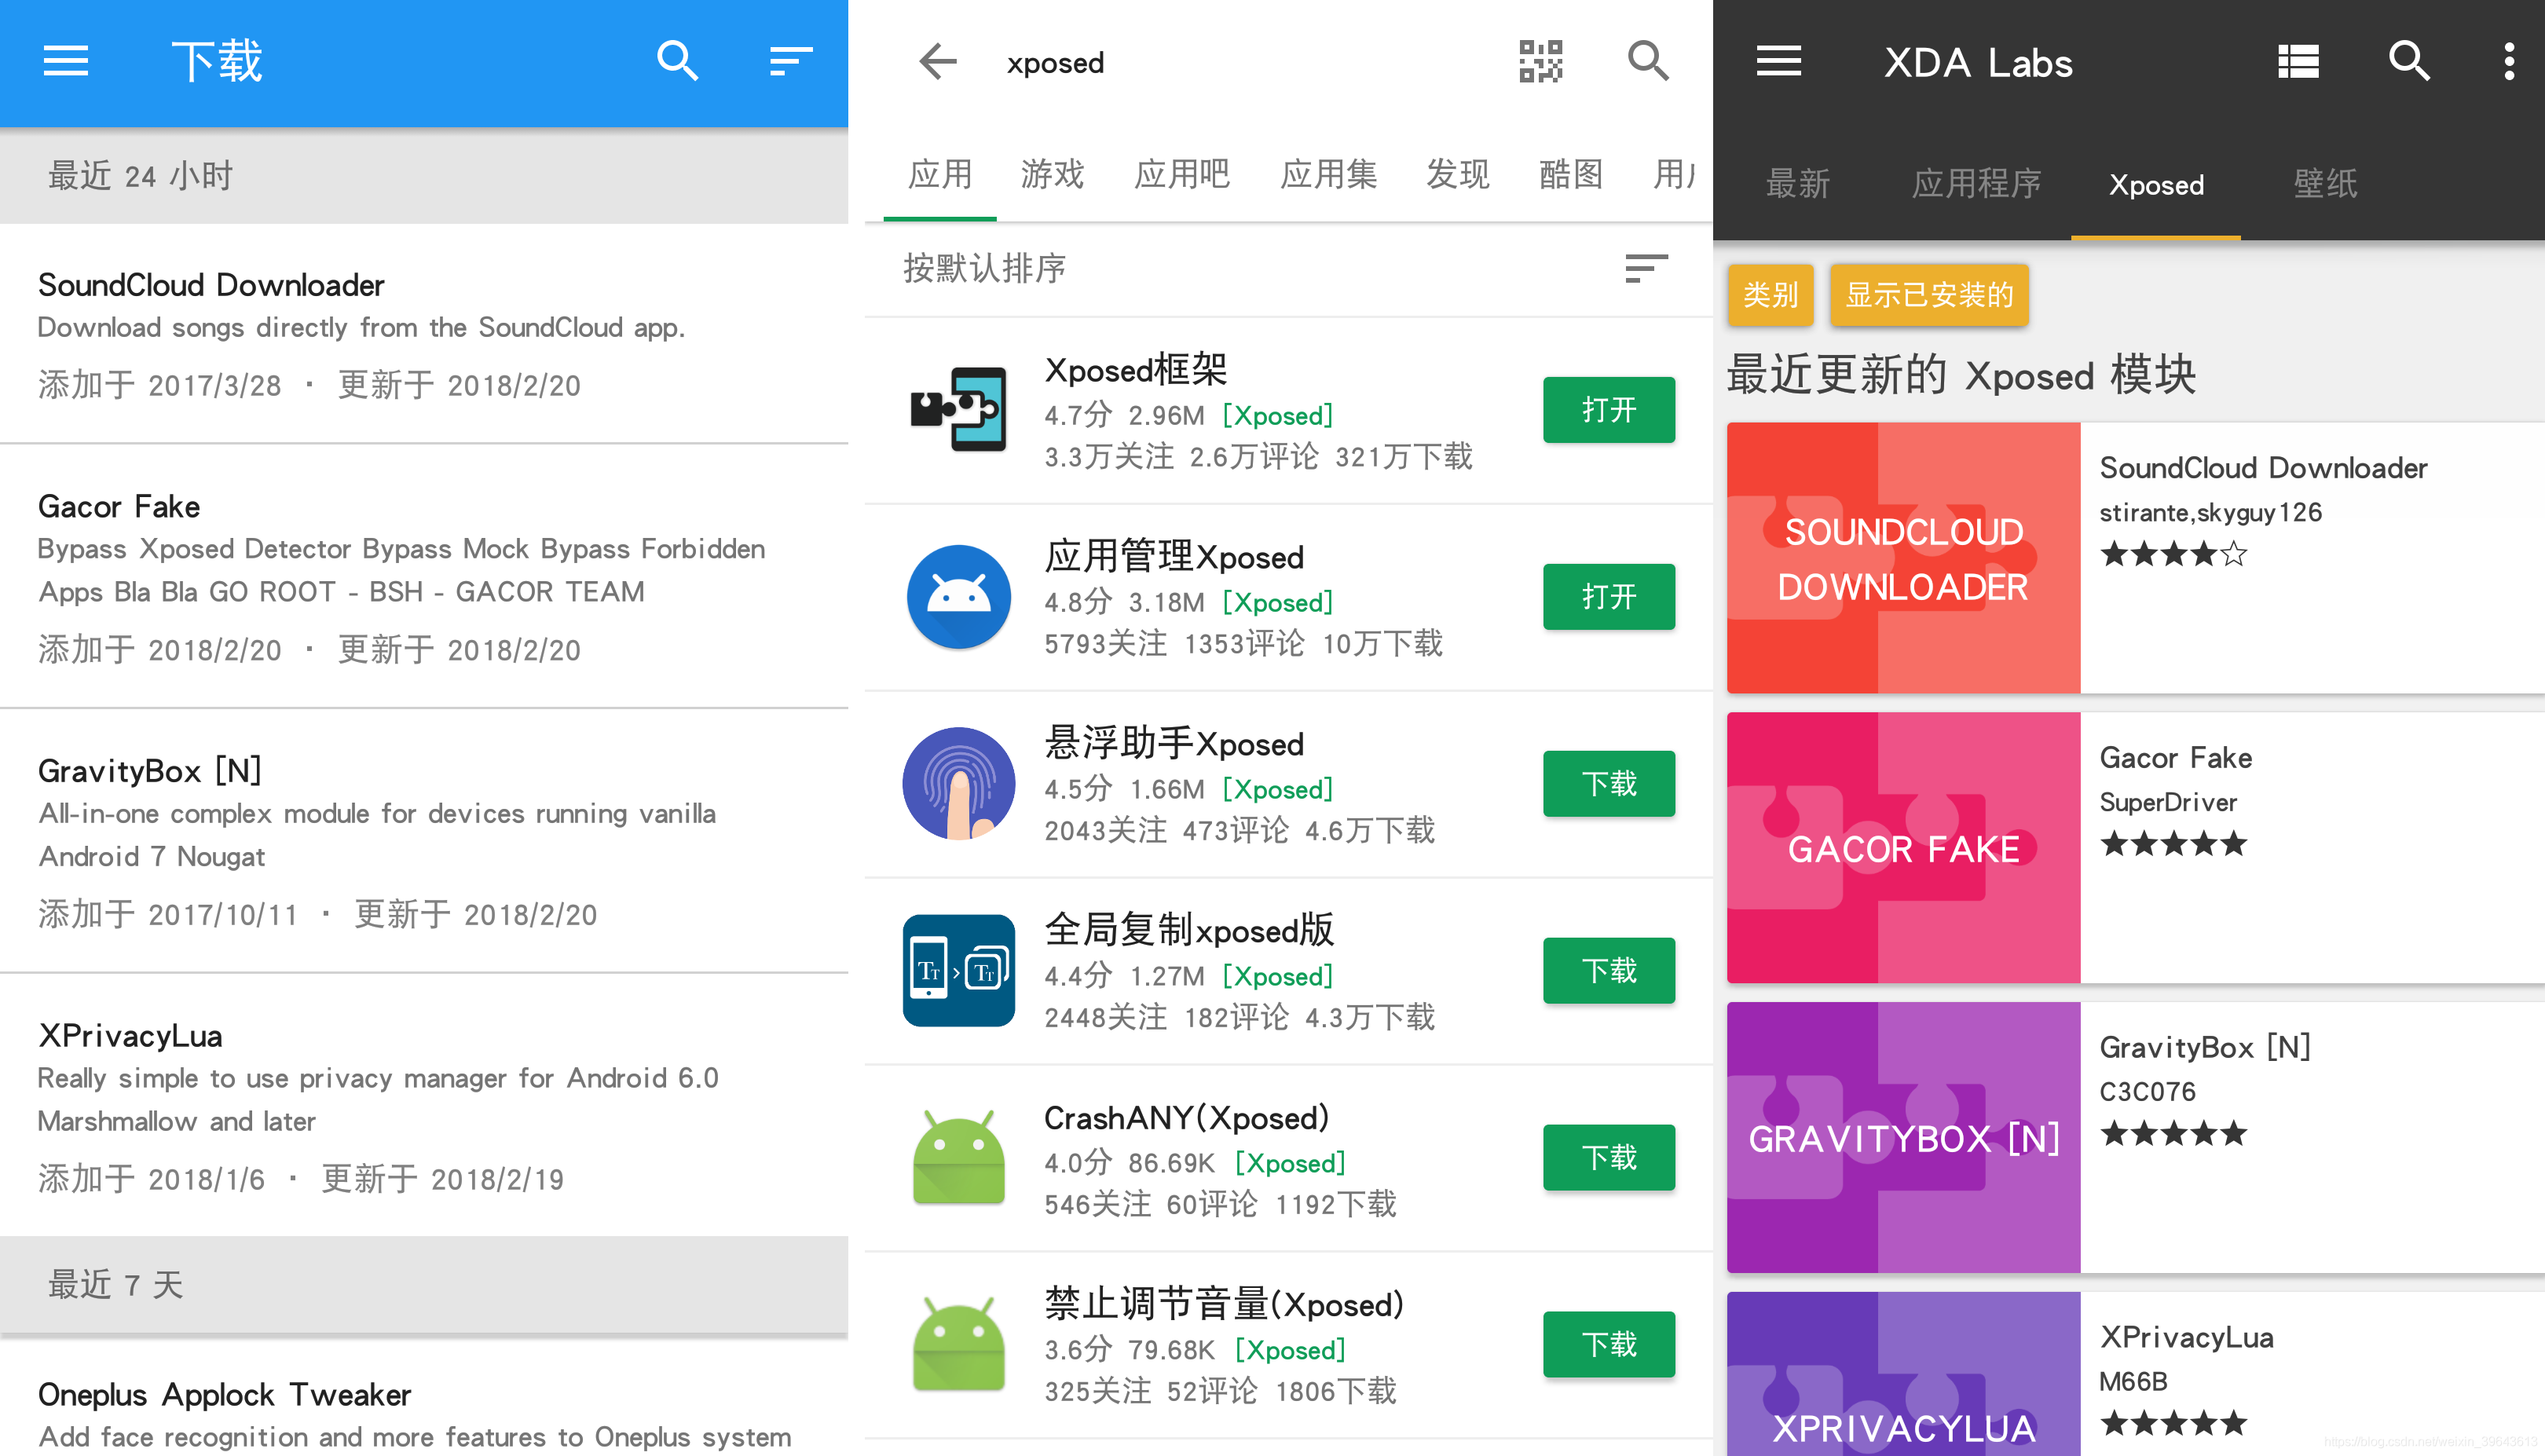 下载
最近 24 小时
SoundCloud Downloader
Download songs directly from the SoundCloud app.
添加于 2017/3/28 · 更新于 2018/2/20
Gacor Fake
Bypass Xposed Detector Bypass Mock Bypass Forbidden
Apps Bla Bla GO ROOT - BSH - GACOR TEAM
添加于 2018/2/20 · 更新于 2018/2/20
GravityBox [N]
All-in-one complex module for devices running vanilla
Android 7 Nougat
添加于 2017/10/11 · 更新于 2018/2/20
XPrivacyLua
Really simple to use privacy manager for Android 6.0
Marshmallow and later
添加于 2018/1/6 · 更新于 2018/2/19
最近 7 天
Oneplus Applock Tweaker
Add face recognition and more features to Oneplus system
xposed
应用 游戏 应用吧 应用集 发现 酷图
按默认排序
Xposed框架
4.7分 2.96M [Xposed]
3.3万关注 2.6万评论 321万下载
打开
应用管理Xposed
4.8分 3.18M [Xposed]
5793关注 1353评论 10万下载
打开
悬浮助手Xposed
4.5分 1.66M [Xposed]
2043关注 473评论 4.6万下载
下载
全局复制xposed版
4.4分 1.27M [Xposed]
2448关注 182评论 4.3万下载
下载
CrashANY(Xposed)
4.0分 86.69K [Xposed]
546关注 60评论 1192下载
下载
禁止调节音量(Xposed)
3.6分 79.68K [Xposed]
325关注 52评论 1806下载
下载
XDA Labs
最新 应用程序 Xposed 壁纸
类别 显示已安装的
最近更新的 Xposed 模块
SOUNDCLOUD
DOWNLOADER
SoundCloud Downloader
stirante,skyguy126
GACOR FAKE
Gacor Fake
SuperDriver
GRAVITYBOX [N]
GravityBox [N]
C3C076
XPRIVACYLUA
XPrivacyLua
M66B
https://blog.csdn.net/weixin_39643613